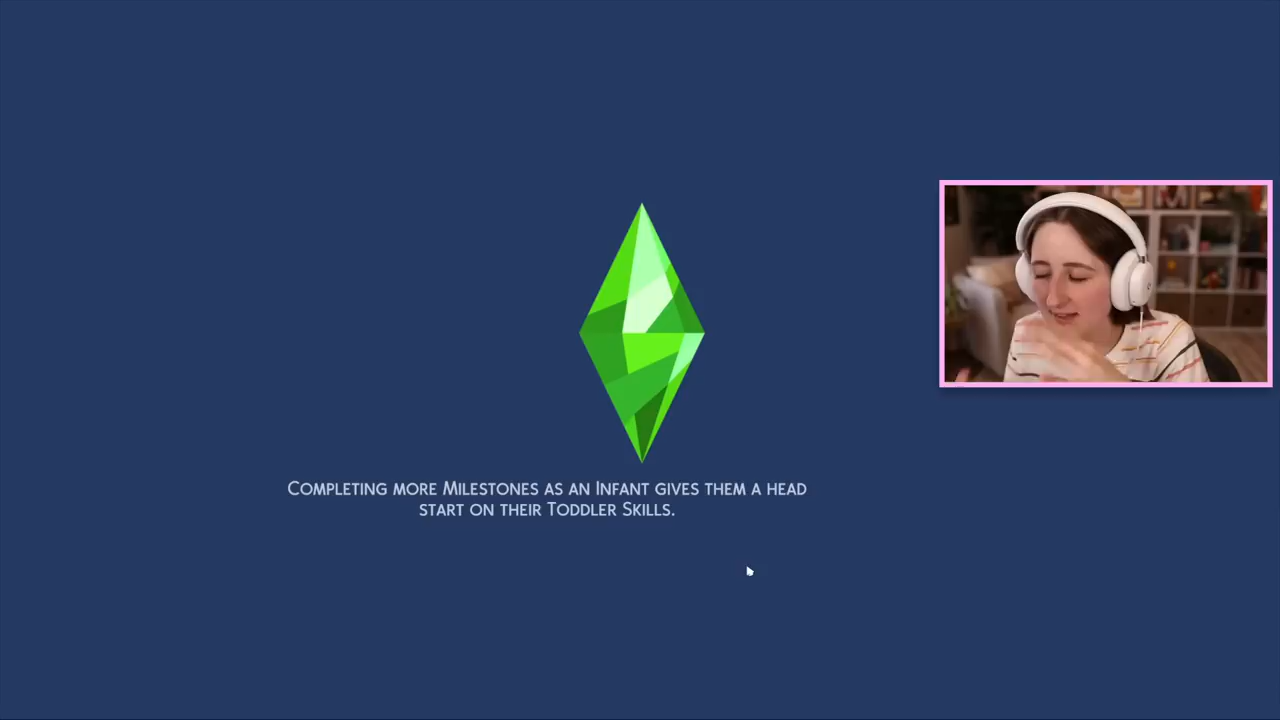 Completing more Milestones as an Infant gives them a head
start on their Toddler Skills.